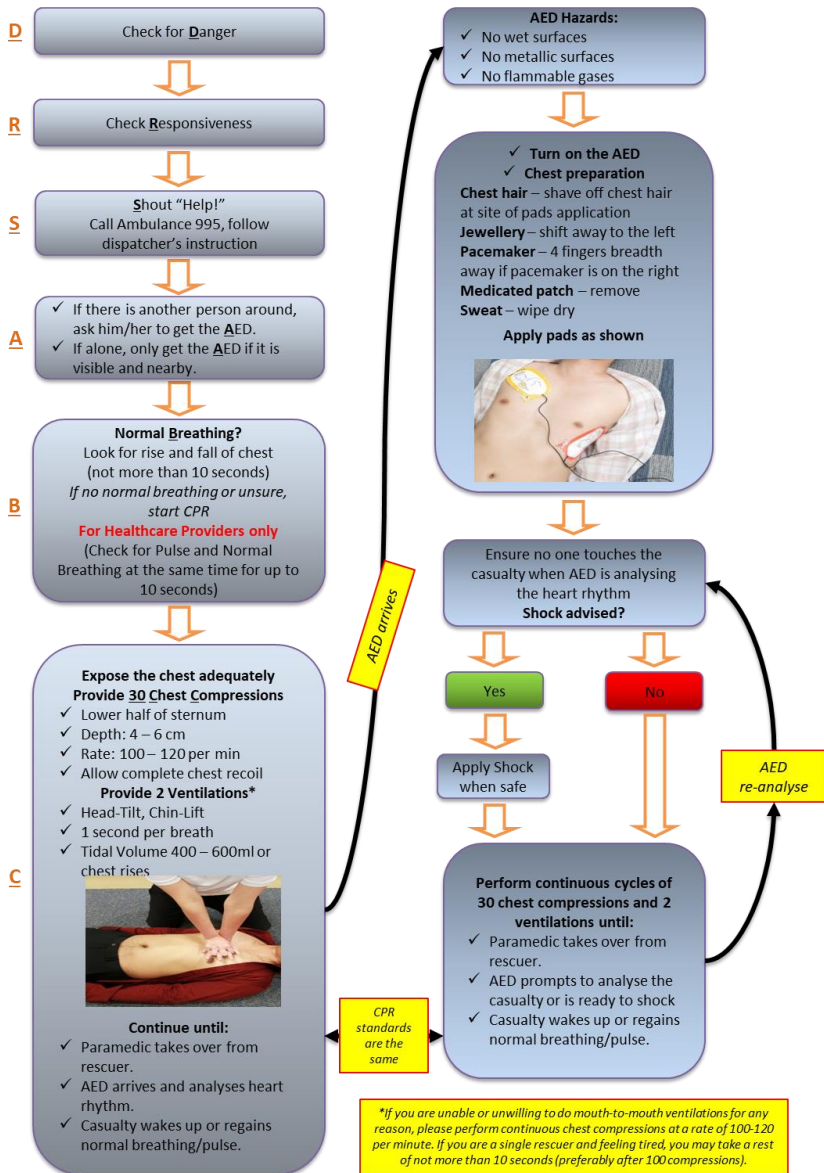 D
Check for Danger
R
Check Responsiveness
S
Shout “Help!”
Call Ambulance 995, follow
dispatcher’s instruction
A
✓ If there is another person around,
ask him/her to get the AED.
✓ If alone, only get the AED if it is
visible and nearby.
B
Normal Breathing?
Look for rise and fall of chest
(not more than 10 seconds)
If no normal breathing or unsure,
start CPR
For Healthcare Providers only
(Check for Pulse and Normal
Breathing at the same time for up to
10 seconds)
C
Expose the chest adequately
Provide 30 Chest Compressions
✓ Lower half of sternum
✓ Depth: 4 – 6 cm
✓ Rate: 100 – 120 per min
✓ Allow complete chest recoil
Provide 2 Ventilations*
✓ Head-Tilt, Chin-Lift
✓ 1 second per breath
✓ Tidal Volume 400 – 600ml or
chest rises
Continue until:
✓ Paramedic takes over from
rescuer.
✓ AED arrives and analyses heart
rhythm.
✓ Casualty wakes up or regains
normal breathing/pulse.
AED arrives
AED Hazards:
✓ No wet surfaces
✓ No metallic surfaces
✓ No flammable gases
✓ Turn on the AED
✓ Chest preparation
Chest hair – shave off chest hair
at site of pads application
Jewellery – shift away to the left
Pacemaker – 4 fingers breadth
away if pacemaker is on the right
Medicated patch – remove
Sweat – wipe dry
Apply pads as shown
Ensure no one touches the
casualty when AED is analysing
the heart rhythm
Shock advised?
Yes
No
Apply Shock
when safe
AED
re-analyse
Perform continuous cycles of
30 chest compressions and 2
ventilations until:
✓ Paramedic takes over from
rescuer.
✓ AED prompts to analyse the
casualty or is ready to shock
✓ Casualty wakes up or regains
normal breathing/pulse.
CPR
standards
are the
same
*If you are unable or unwilling to do mouth-to-mouth ventilations for any
reason, please perform continuous chest compressions at a rate of 100-120
per minute. If you are a single rescuer and feeling tired, you may take a rest
of not more than 10 seconds (preferably after 100 compressions).